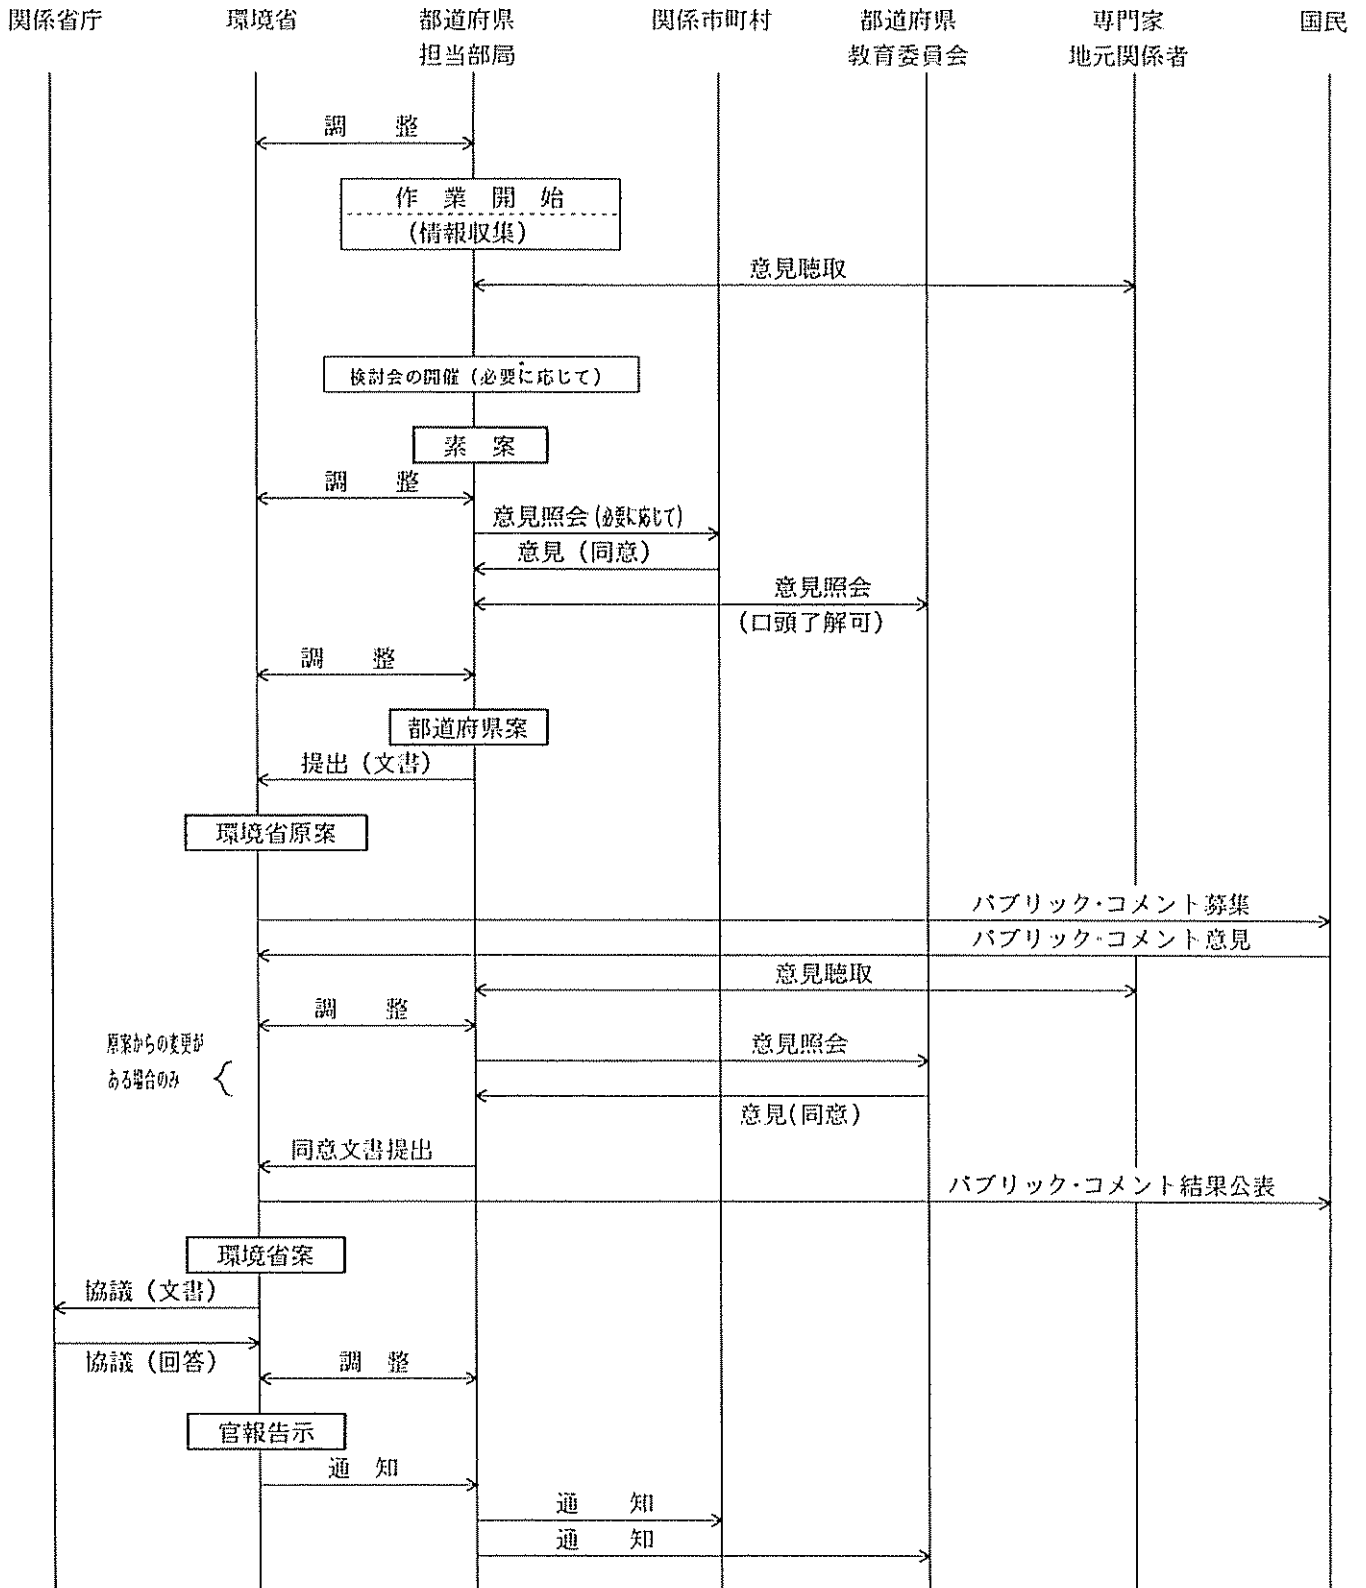 関係省庁
環境省
都道府県
担当部局
関係市町村
都道府県
教育委員会
専門家
地元関係者
国民
調 整
作 業 開 始
(情報収集)
意見聴取
検討会の開催(必要に応じて)
素 案
調 整
意見照会(必要に応じて)
意見(同意)
意見照会
(口頭了解可)
調 整
都道府県案
提出(文書)
環境省原案
パブリック・コメント募集
パブリック・コメント意見
意見聴取
調 整
原案からの変更が
ある場合のみ
意見照会
意見(同意)
同意文書提出
パブリック・コメント結果公表
環境省案
協議(文書)
協議(回答)
調 整
官報告示
通 知
通 知
通 知